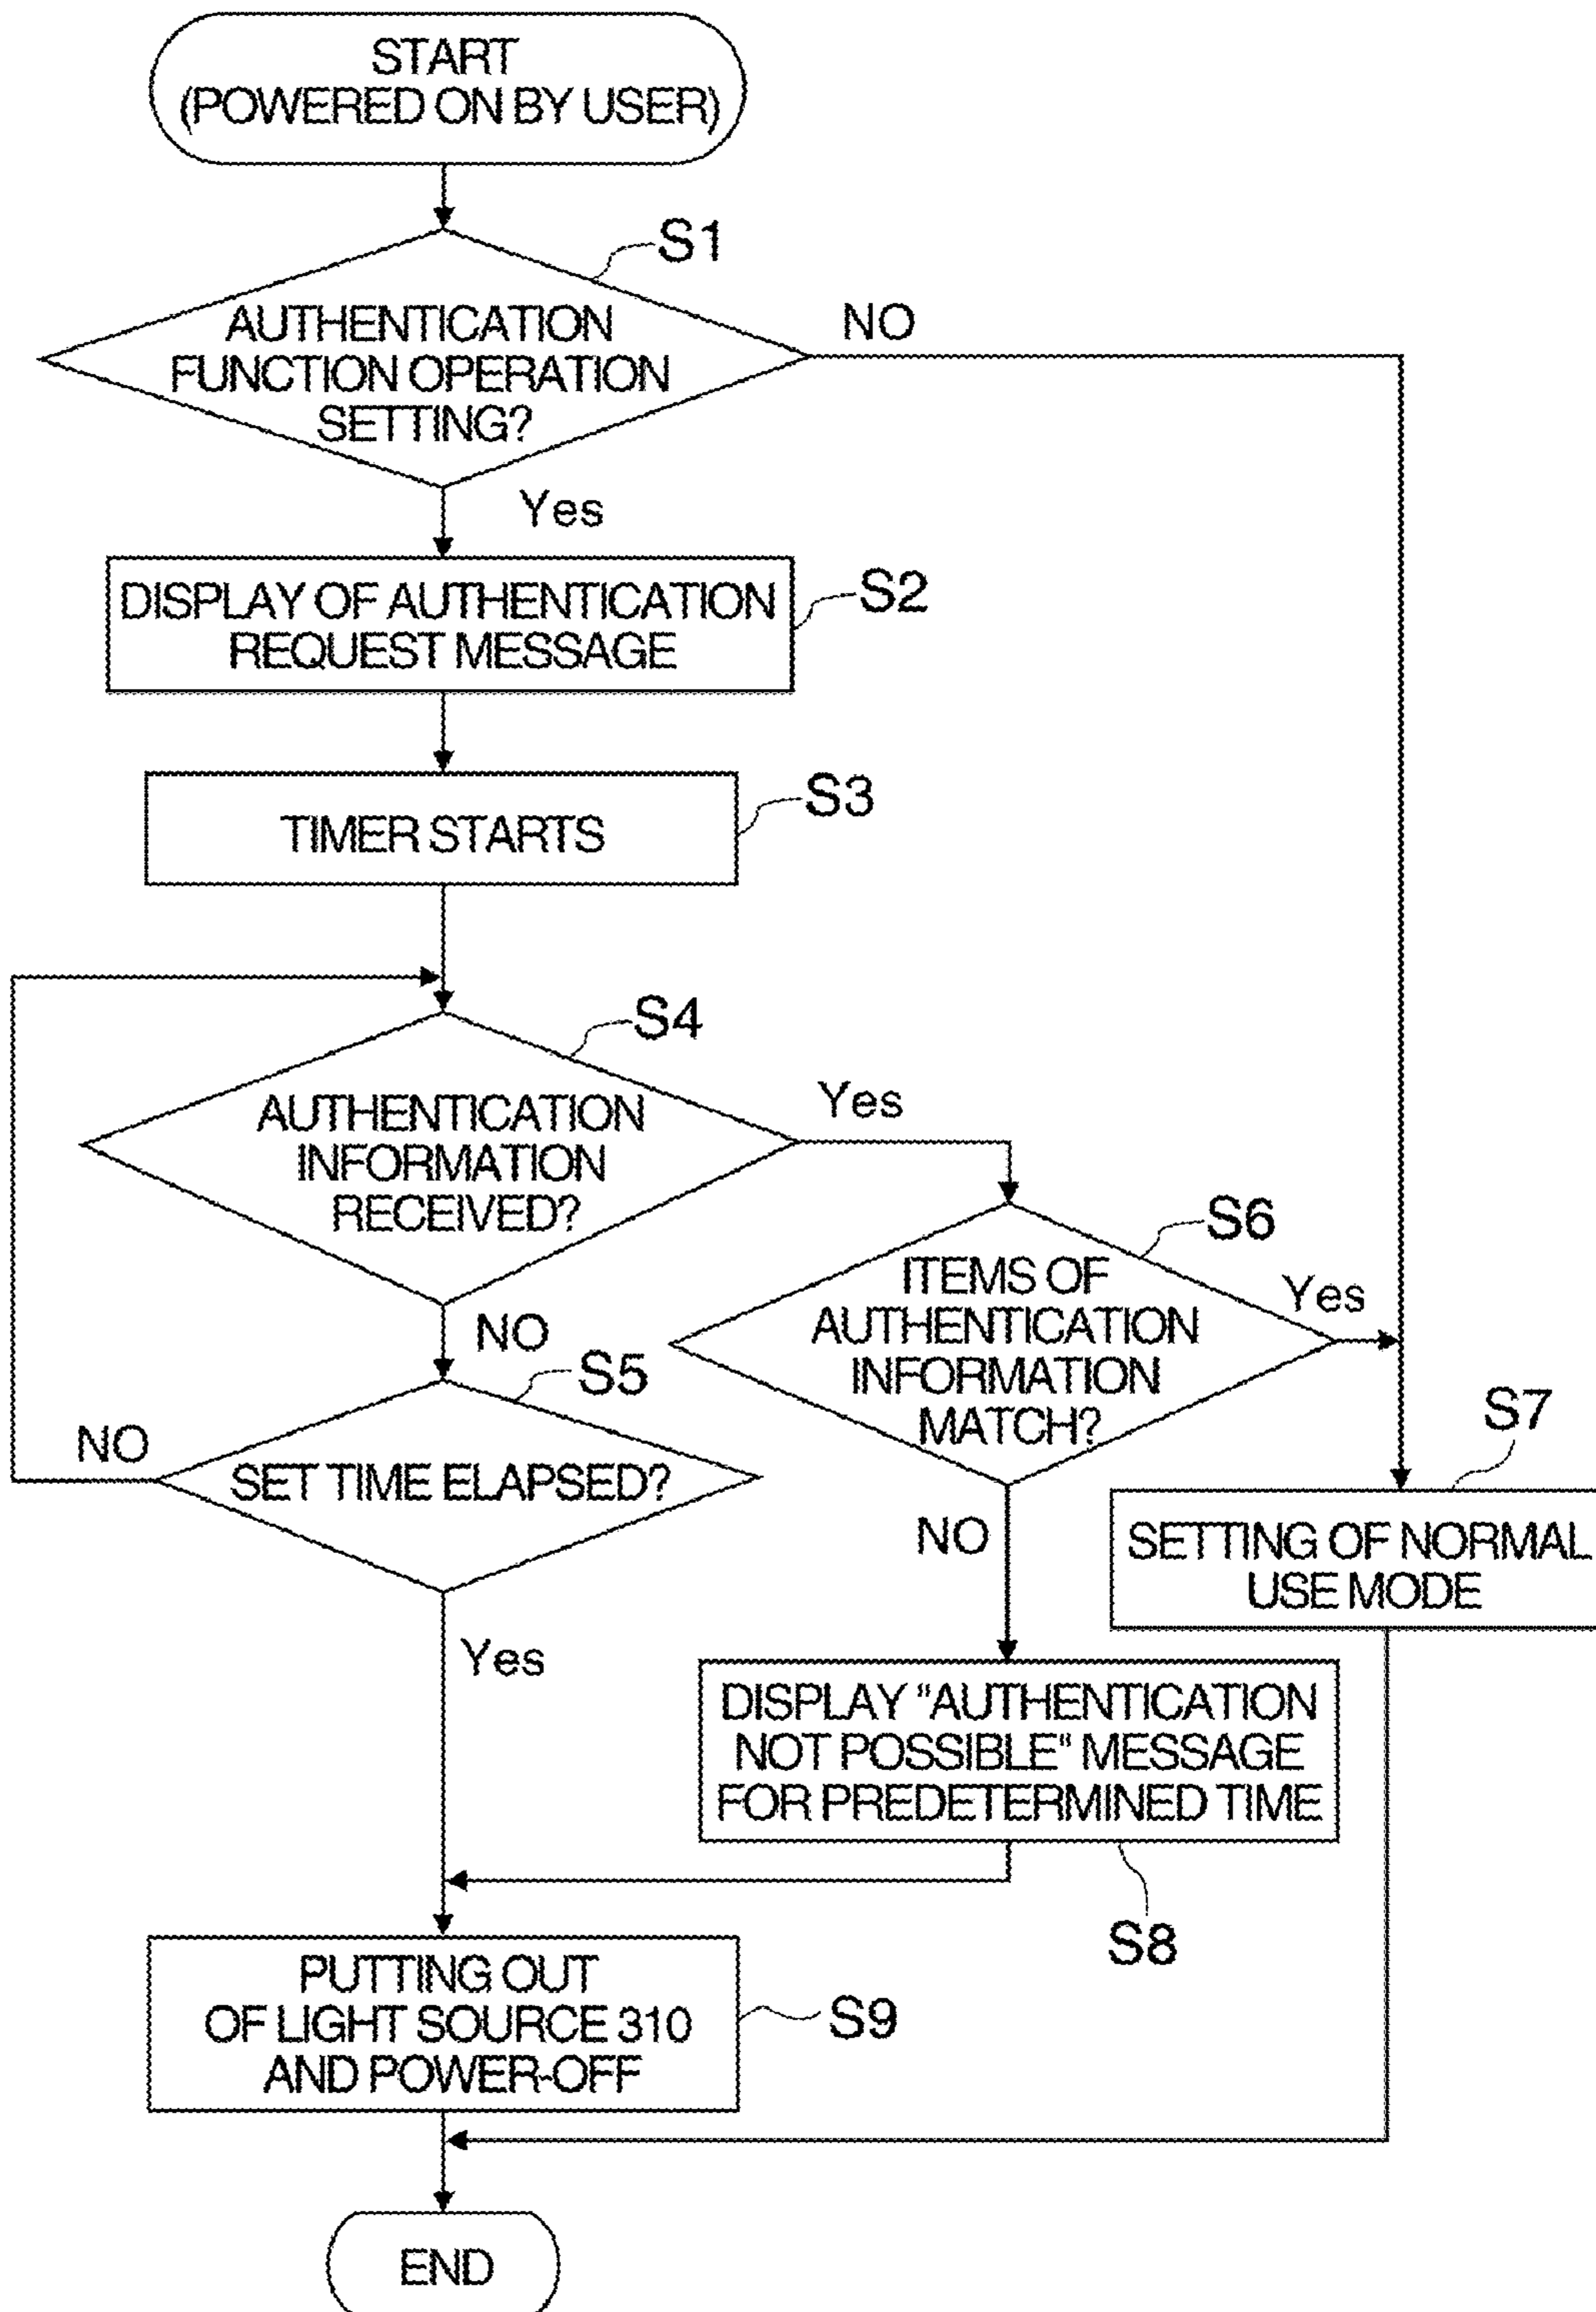 START
(POWERED ON BY USER)
S1
AUTHENTICATION
FUNCTION OPERATION
SETTING?
NO
Yes
DISPLAY OF AUTHENTICATION
REQUEST MESSAGE
S2
TIMER STARTS
S3
S4
AUTHENTICATION
INFORMATION
RECEIVED?
Yes
NO
S6
ITEMS OF
AUTHENTICATION
INFORMATION
MATCH?
Yes
NO
S5
SET TIME ELAPSED?
NO
Yes
S7
SETTING OF NORMAL
USE MODE
DISPLAY "AUTHENTICATION
NOT POSSIBLE" MESSAGE
FOR PREDETERMINED TIME
S8
PUTTING OUT
OF LIGHT SOURCE 310
AND POWER-OFF
S9
END